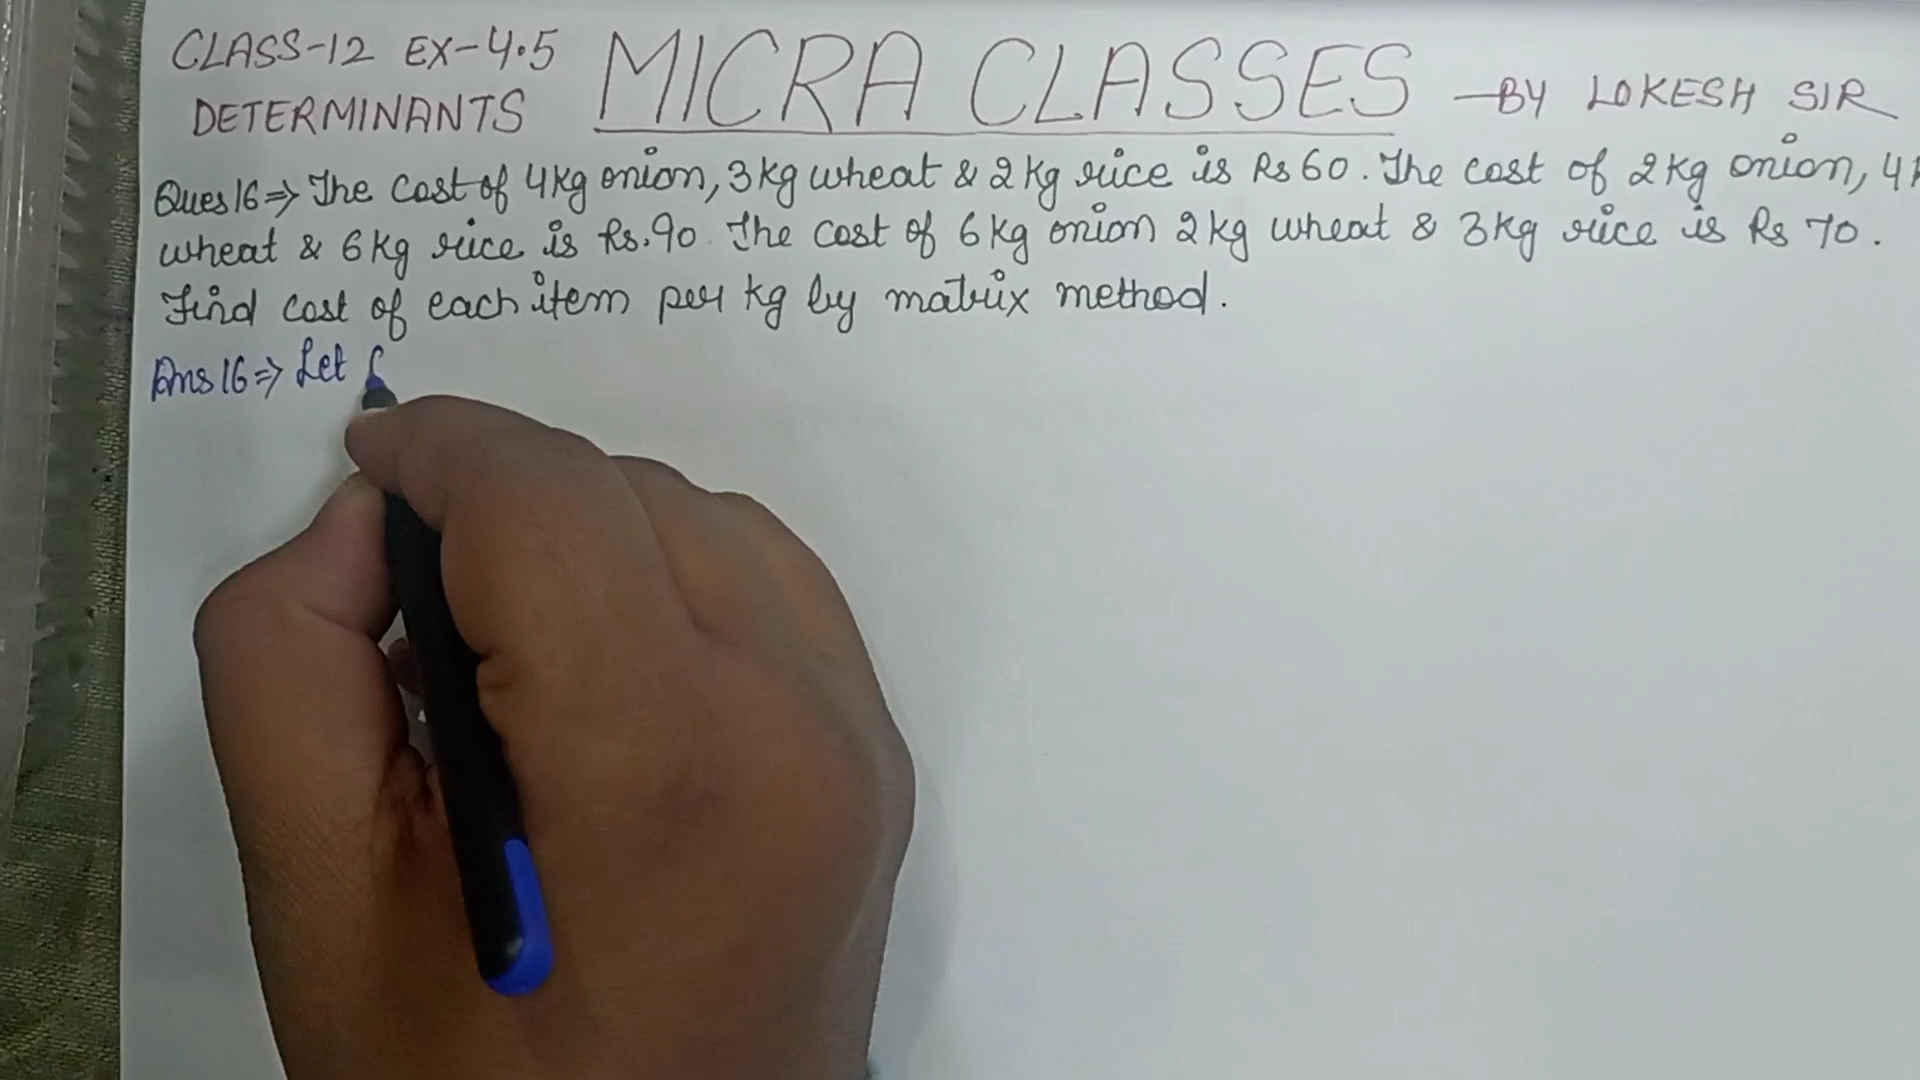 CLASS-12 EX-4.5 MICRA CLASSES -BY LOKESH SIR
DETERMINANTS
Ques 16⇒ The cost of 4kg onion, 3kg wheat & 2kg rice is Rs 60. The cost of 2kg onion, 4
wheat & 6kg rice is Rs.90. The cost of 6kg onion 2kg wheat & 3kg rice is Rs 70.
Find cost of each item per kg by matrix method.
Ans 16⇒ Let